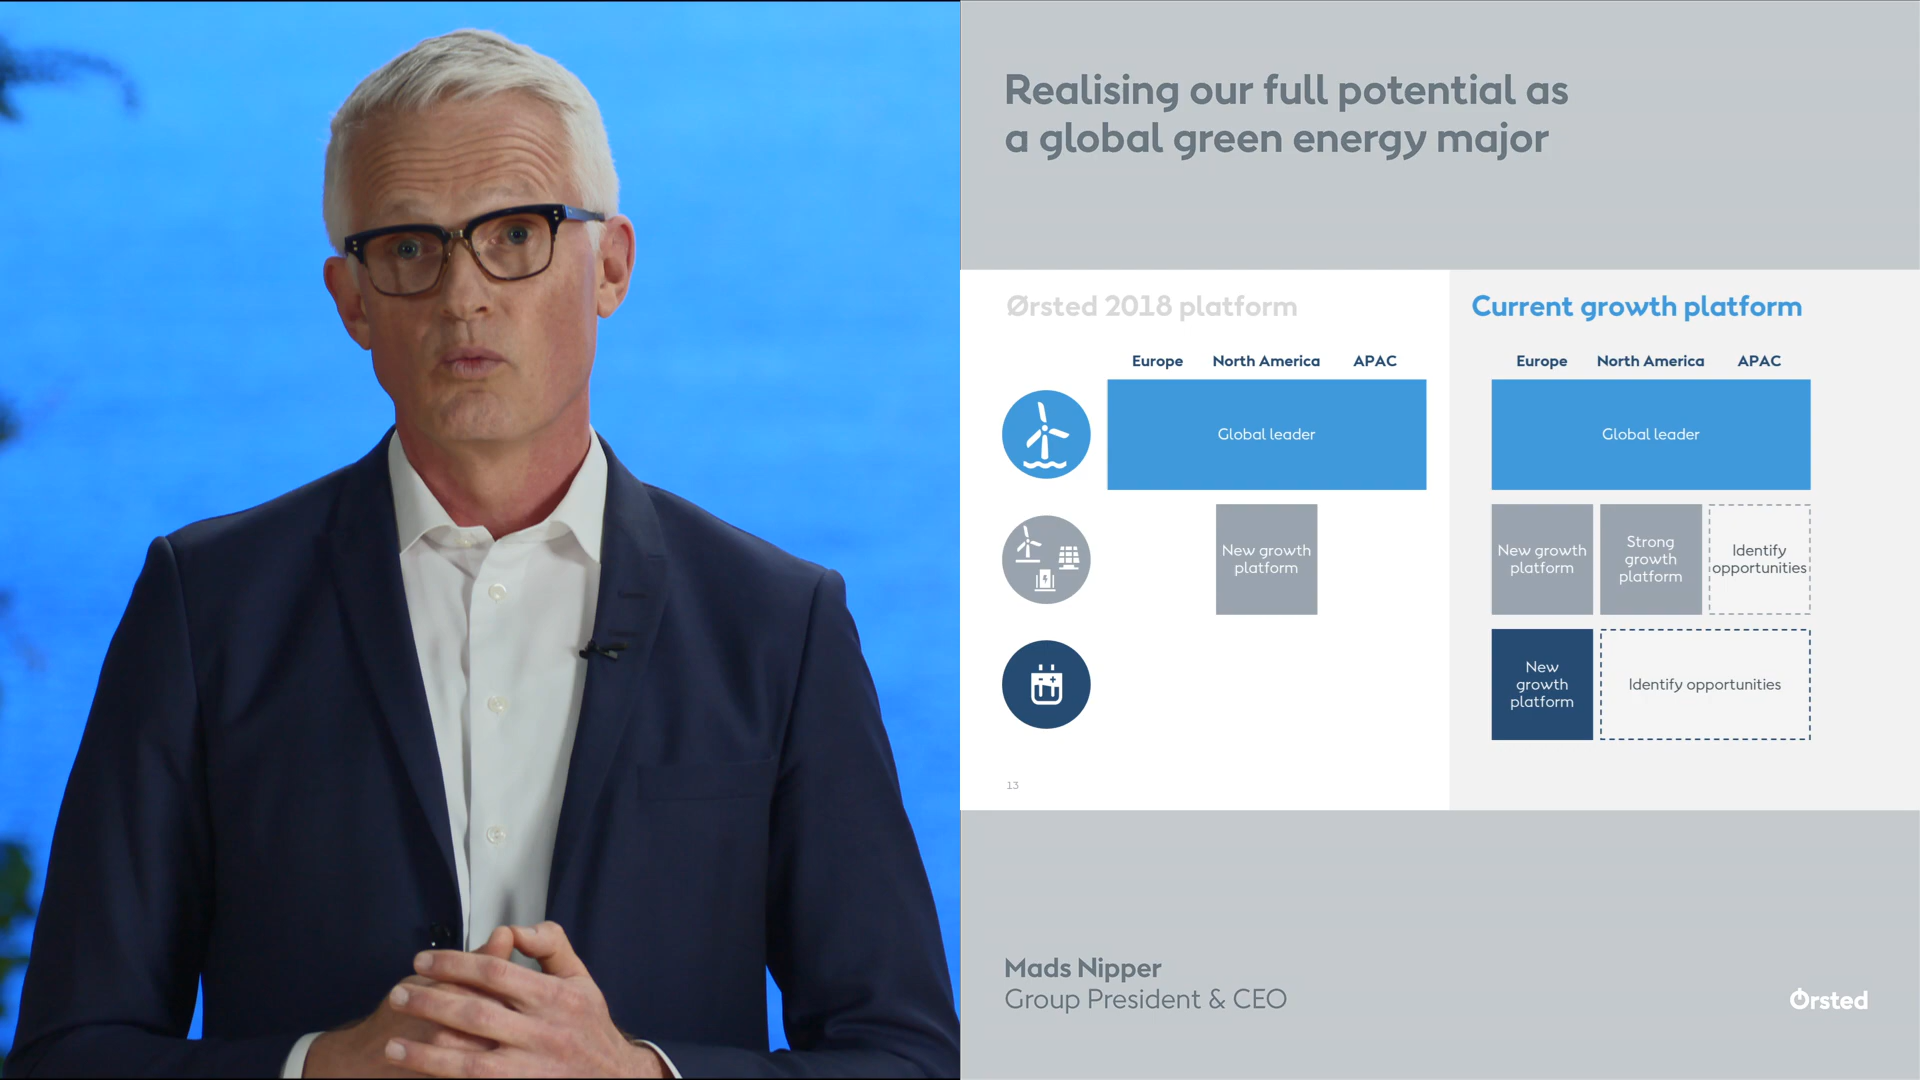 Realising our full potential as
a global green energy major
Ørsted 2018 platform
Europe North America APAC
Global leader
New growth
platform
Current growth platform
Europe North America APAC
Global leader
New growth
platform
Strong
growth
platform
Identify
opportunities
New
growth
platform
Identify opportunities
13
Mads Nipper
Group President & CEO
Ørsted